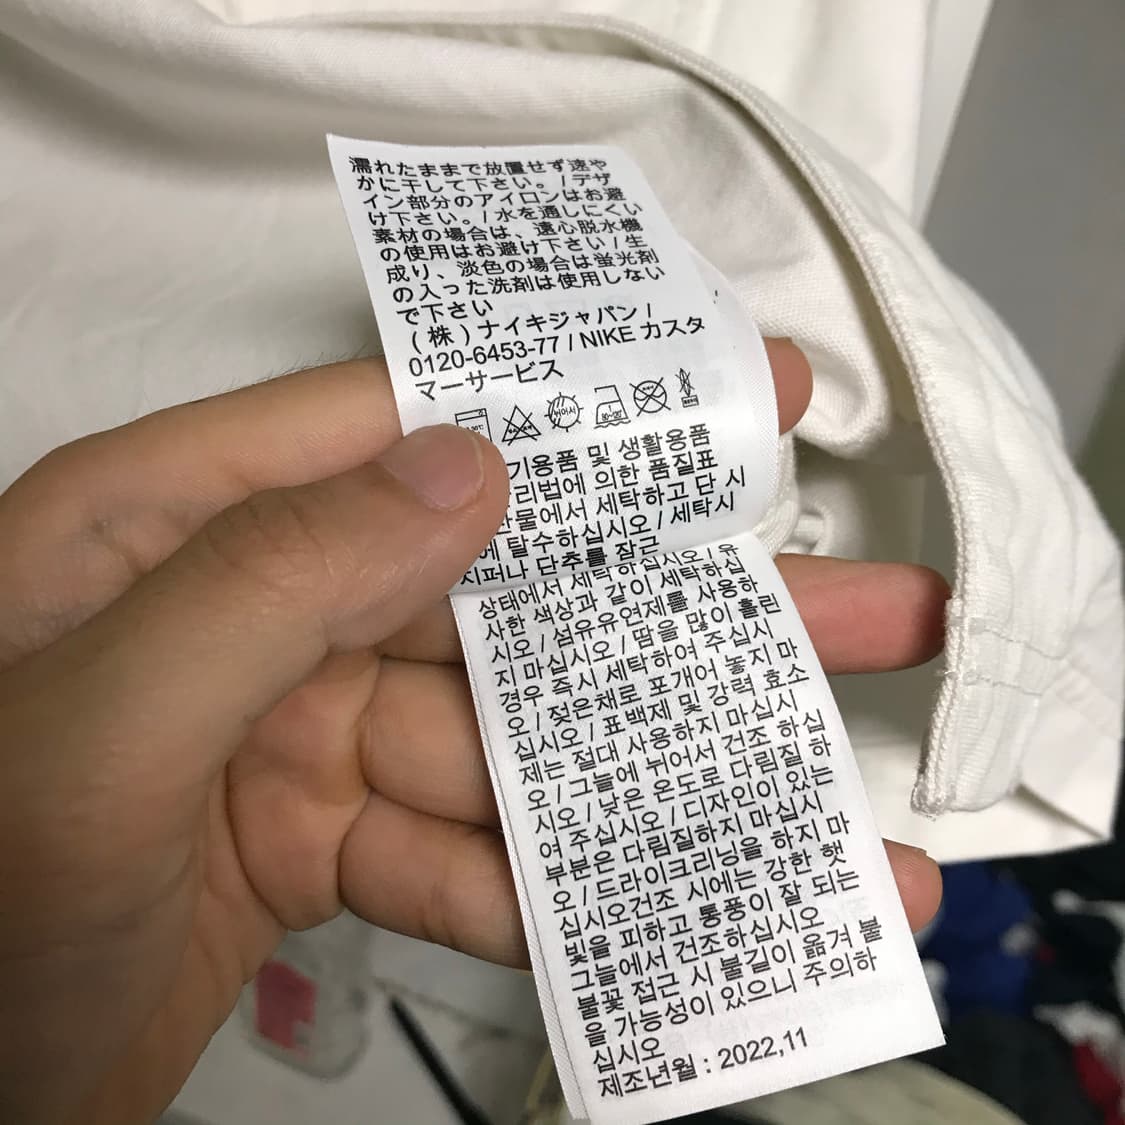 濡れたままで放置せず速や
かに干して下さい。/デザ
イン部分のアイロンはお避
け下さい。/水を通しにくい
素材の場合は、遠心脱水機
の使用はお避け下さい/生
成り、淡色の場合は蛍光剤
の入った洗剤は使用しない
で下さい
(株)ナイキジャパン/
0120-6453-77/NIKE カスタ
マーサービス
80~120
기용품 및 생활용품
리법에 의한 품질표
물에서 세탁하고 단 시
에 탈수하십시오/세탁시
지퍼나 단추를 잠근
상태에서 세탁하십시오/유
사한 색상과 같이 세탁하십
시오/섬유유연제를 사용하
지 마십시오/땀을 많이 흘린
경우 즉시 세탁하여 주십시
오/젖은채로 포개어 놓지 마
십시오/표백제 및 강력 효소
제는 절대 사용하지 마십시
오/그늘에 뉘어서 건조 하십
시오/낮은 온도로 다림질 하
여 주십시오/디자인이 있는
부분은 다림질하지 마십시
오/드라이크리닝을 하지 마
십시오건조 시에는 강한 햇
빛을 피하고 통풍이 잘 되는
그늘에서 건조하십시오
불꽃 접근 시 불길이 옮겨 붙
을 가능성이 있으니 주의하
십시오
제조년월 : 2022,11